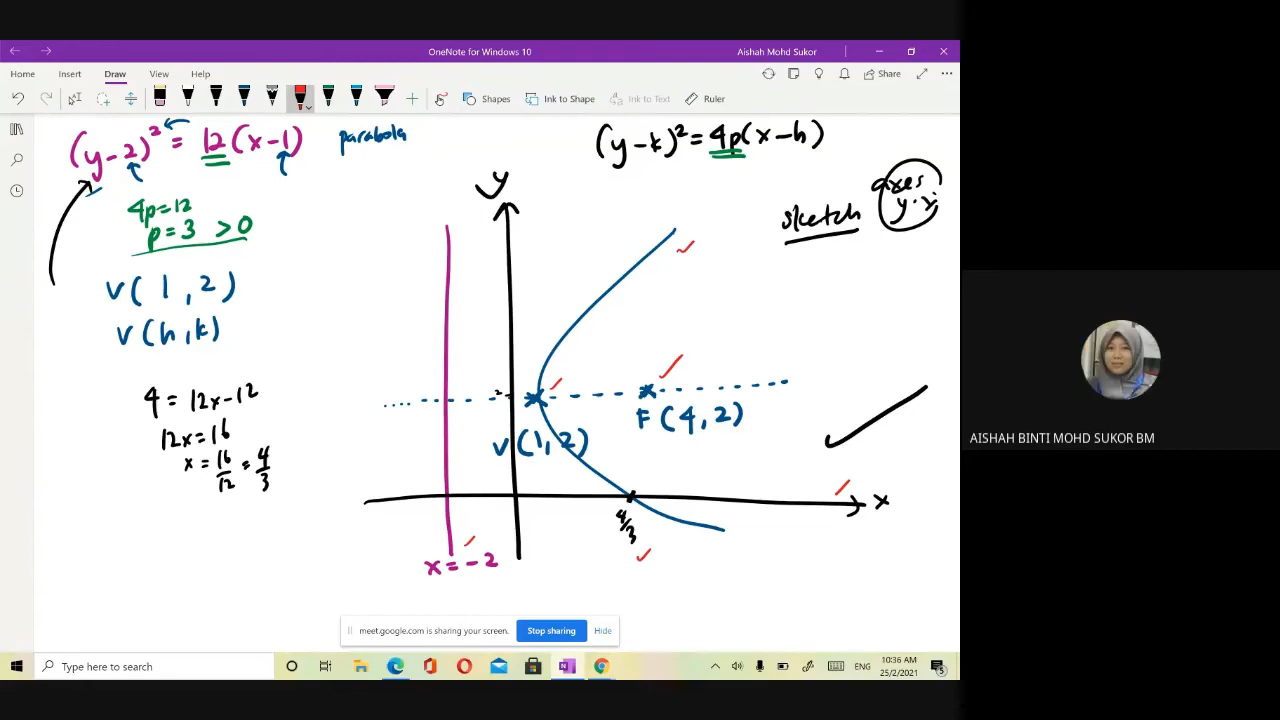 OneNote for Windows 10
Aishah Mohd Sukor
Home Insert Draw View Help
Share
Shapes Ink to Shape Ink to Text Ruler
(y-2)² = 12(x-1) parabola
(y-k)² = 4p(x-h)
4p=12
p=3 >0
V(1,2)
V(h,k)
4 = 12x-12
12x=16
x = 16/12 = 4/3
sketch
axes
y
2
F(4,2)
V(1,2)
x
4/3
x=-2
AISHAH BINTI MOHD SUKOR BM
meet.google.com is sharing your screen. Stop sharing Hide
Type here to search
ENG
10:36 AM
25/2/2021
5